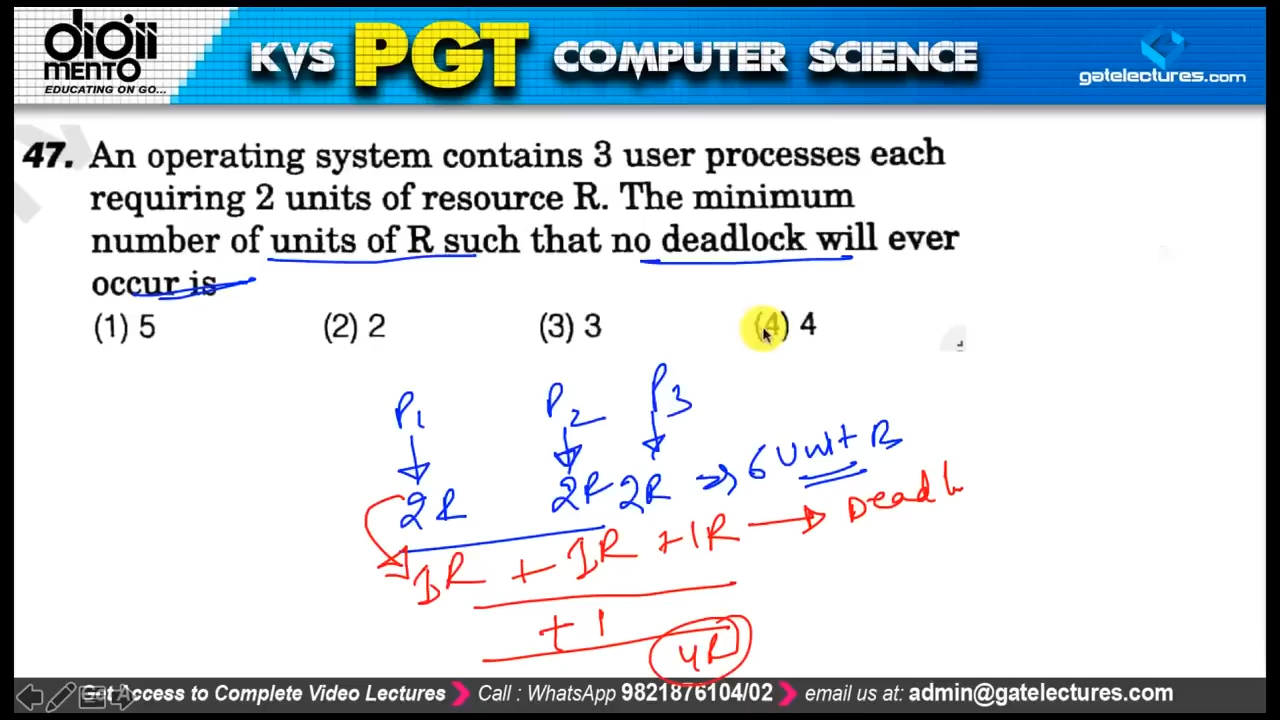 digii
MENTO
EDUCATING ON GO...
KVS PGT COMPUTER SCIENCE
gatelectures.com
47. An operating system contains 3 user processes each
requiring 2 units of resource R. The minimum
number of units of R such that no deadlock will ever
occur is
(1) 5 (2) 2 (3) 3 (4) 4
P1 P2 P3
2R 2R 2R ⇒ 6 Unit R
1R + 1R + 1R → Deadl
+ 1
4R
Get Access to Complete Video Lectures Call : WhatsApp 9821876104/02 email us at: admin@gatelectures.com